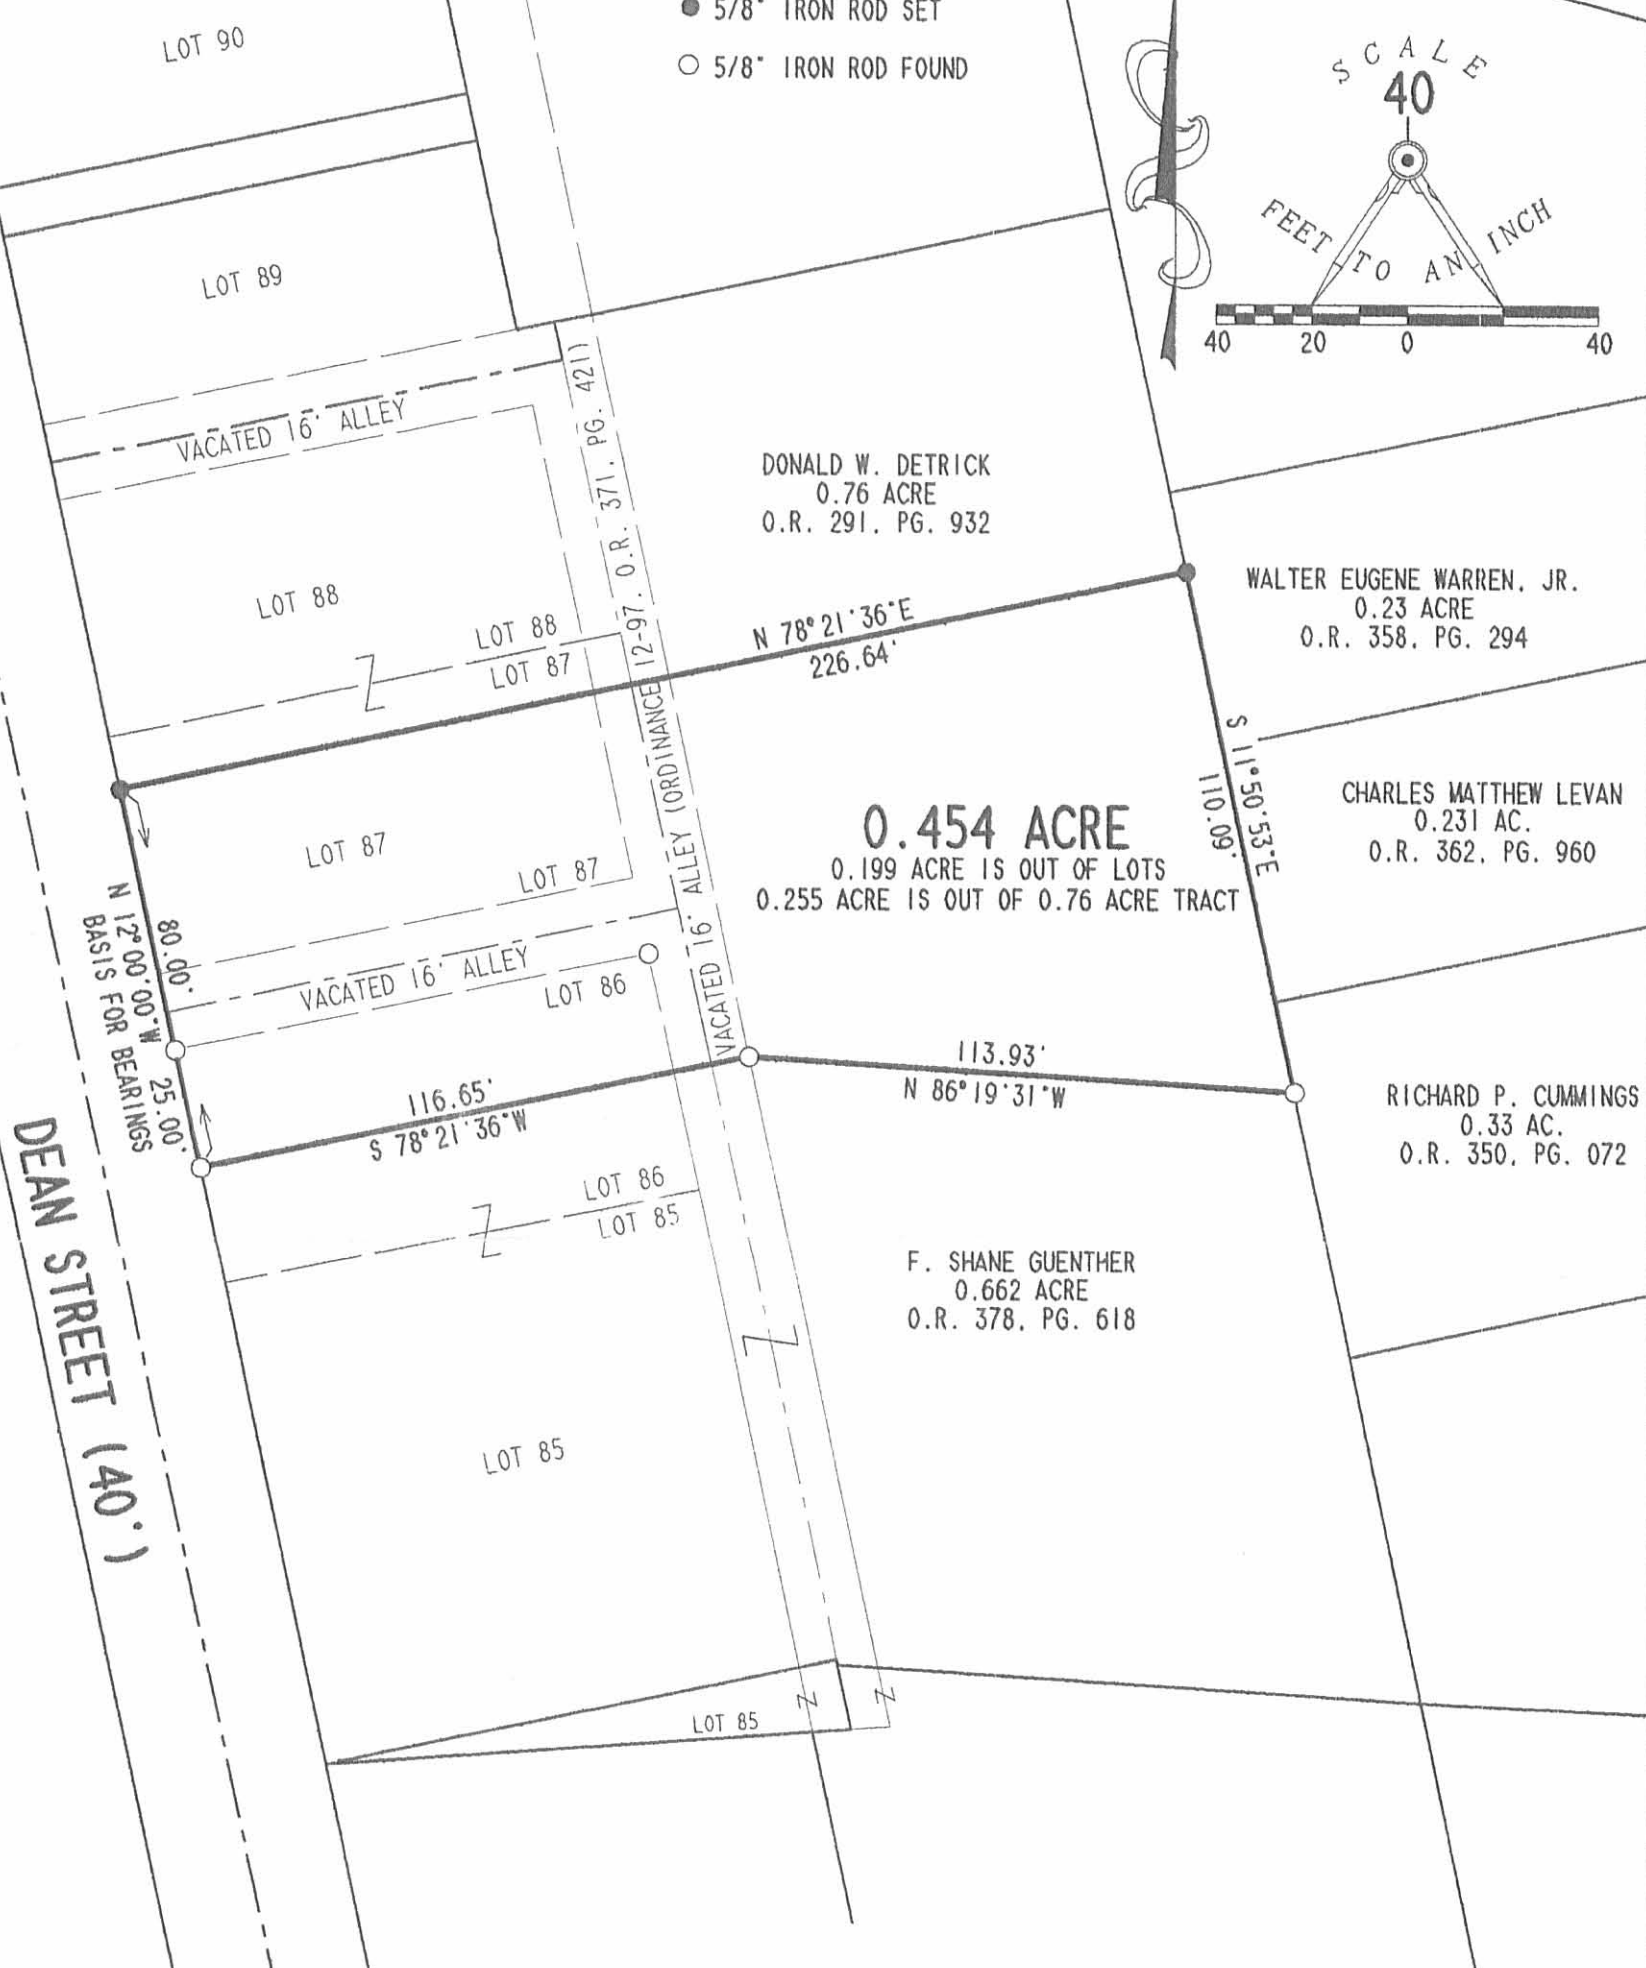 5/8" IRON ROD SET
5/8" IRON ROD FOUND
SCALE
40
FEET TO AN INCH
40 20 0 40
LOT 90
LOT 89
VACATED 16' ALLEY
LOT 88
LOT 88
LOT 87
DONALD W. DETRICK
0.76 ACRE
O.R. 291, PG. 932
WALTER EUGENE WARREN, JR.
0.23 ACRE
O.R. 358, PG. 294
N 78°21'36"E
226.64'
VACATED 16' ALLEY (ORDINANCE 12-97, O.R. 371, PG. 421)
S 11°50'53"E
110.09'
CHARLES MATTHEW LEVAN
0.231 AC.
O.R. 362, PG. 960
0.454 ACRE
0.199 ACRE IS OUT OF LOTS
0.255 ACRE IS OUT OF 0.76 ACRE TRACT
LOT 87
LOT 87
VACATED 16' ALLEY
LOT 86
80.00' 25.00'
N 12°00'00"W
BASIS FOR BEARINGS
116.65'
S 78°21'36"W
113.93'
N 86°19'31"W
RICHARD P. CUMMINGS
0.33 AC.
O.R. 350, PG. 072
LOT 86
LOT 85
F. SHANE GUENTHER
0.662 ACRE
O.R. 378, PG. 618
DEAN STREET (40')
LOT 85
LOT 85